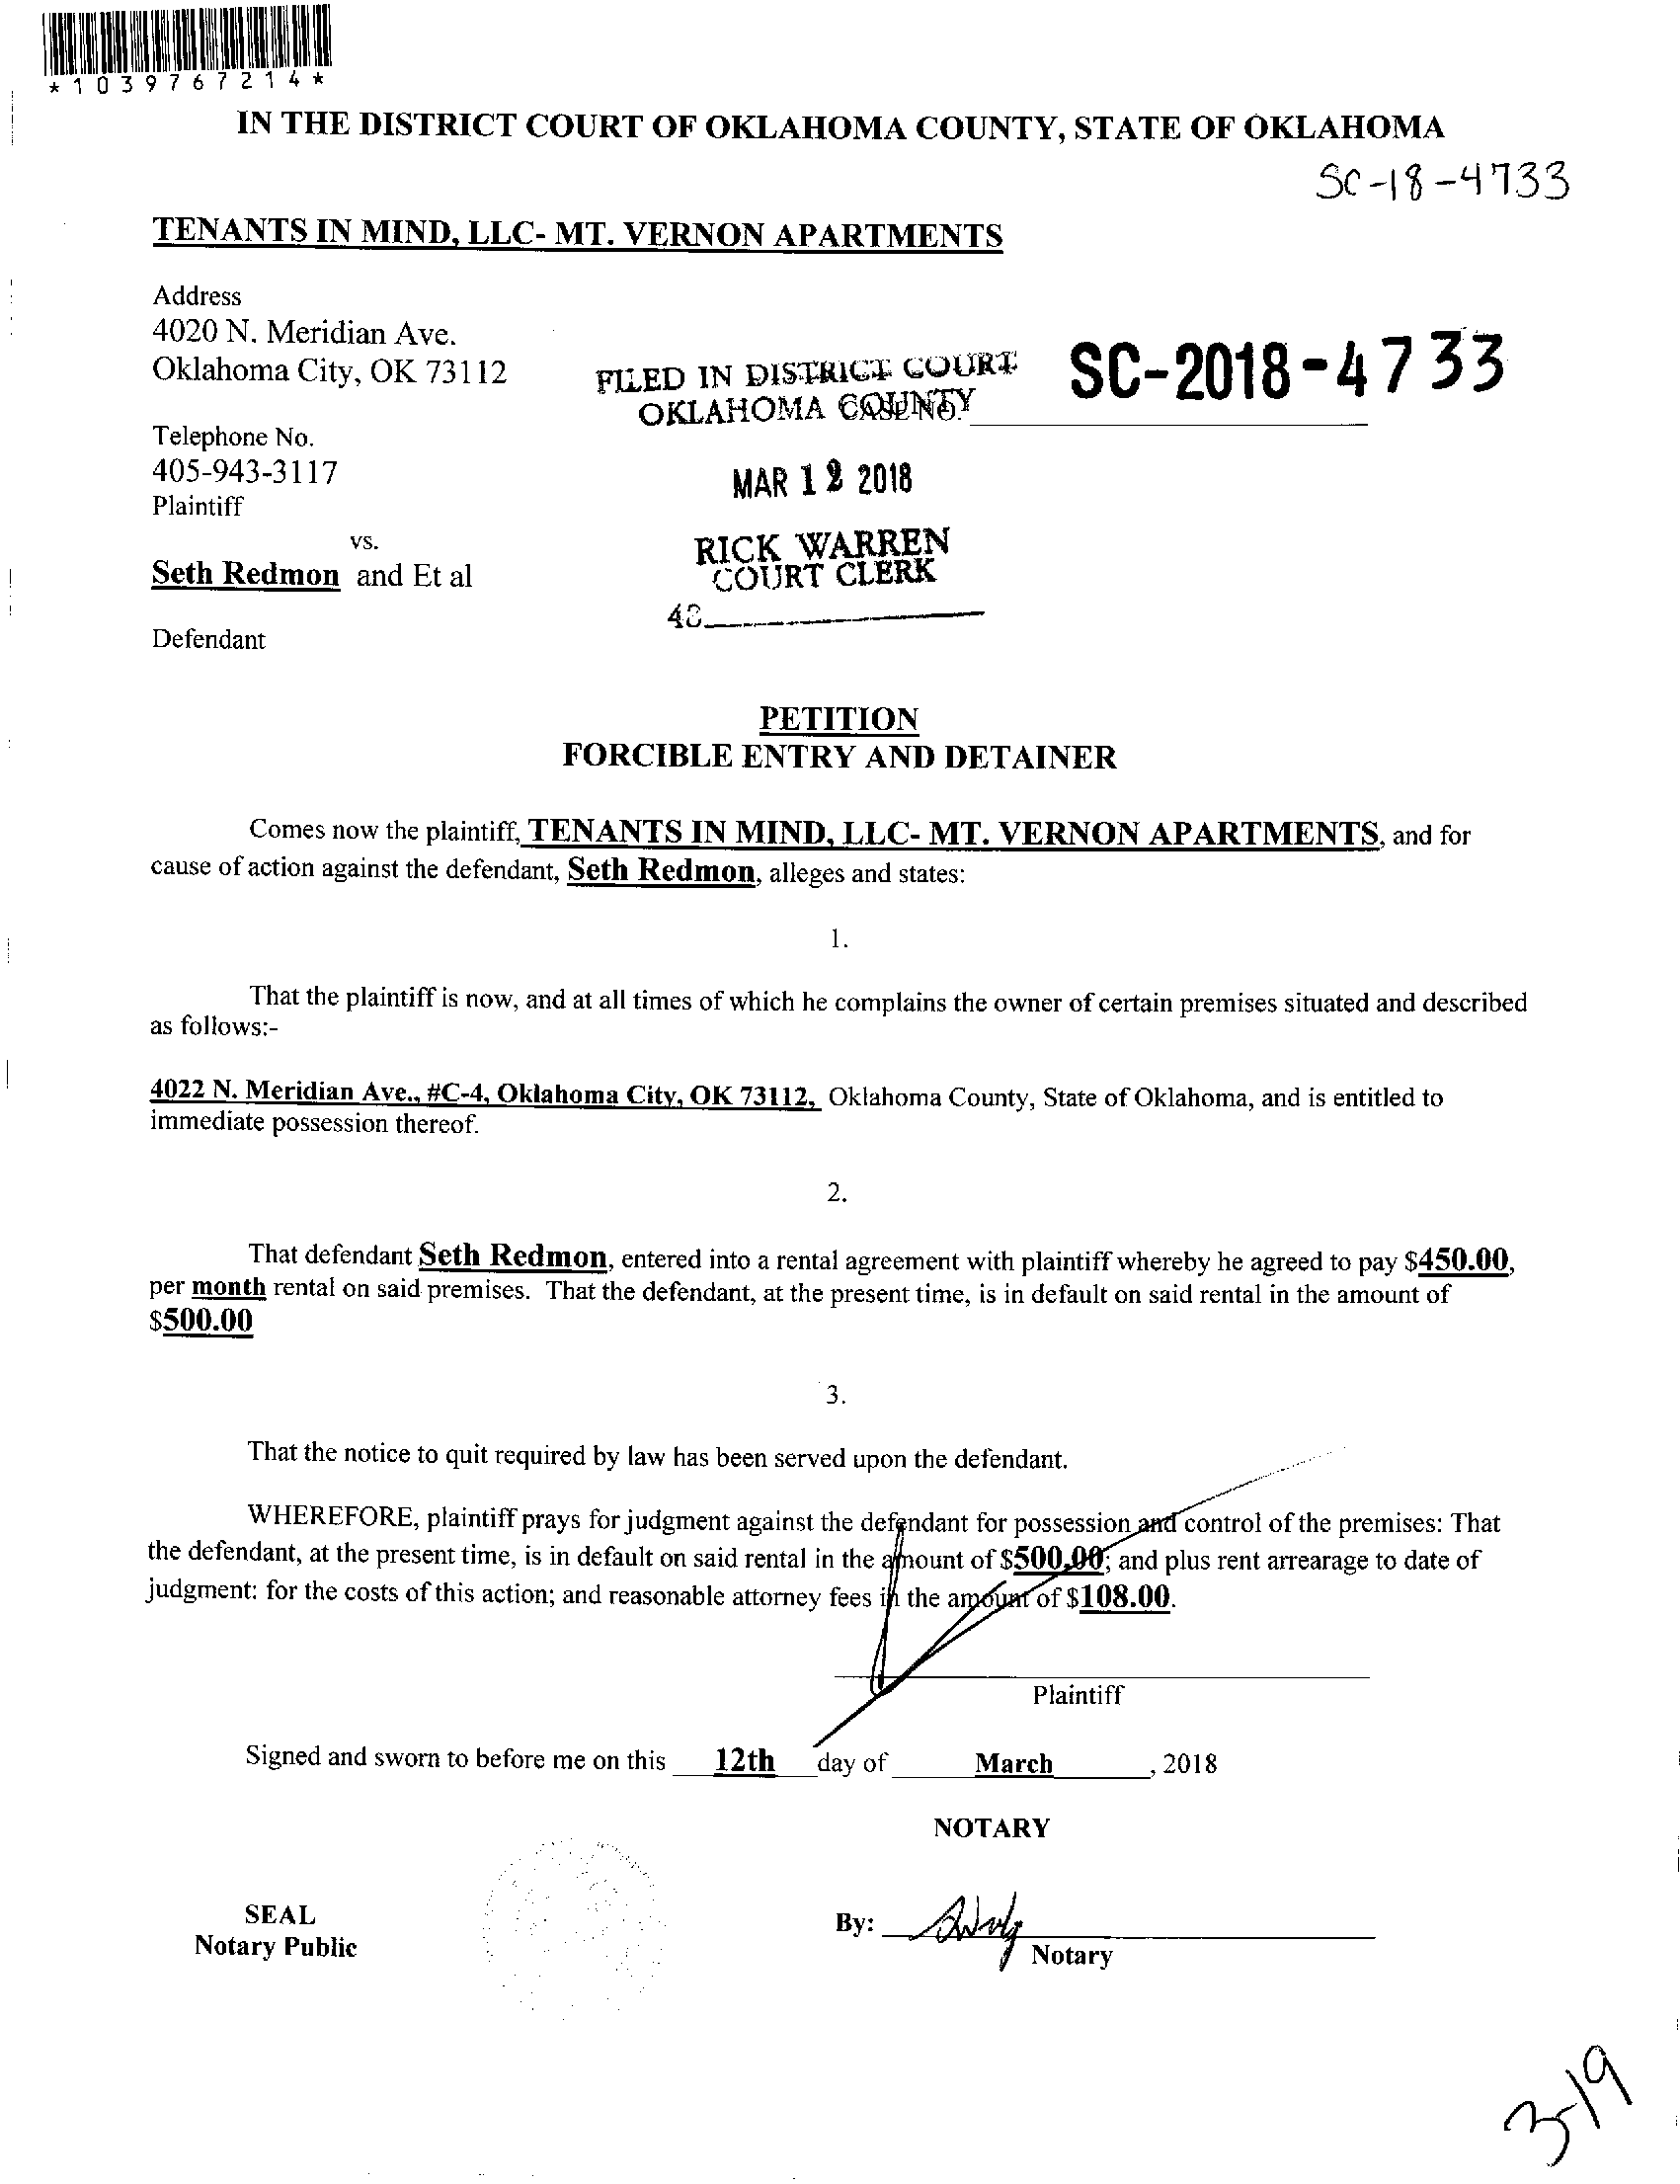 *1039767214*
IN THE DISTRICT COURT OF OKLAHOMA COUNTY, STATE OF OKLAHOMA
SC-18-4733
TENANTS IN MIND, LLC- MT. VERNON APARTMENTS
Address
4020 N. Meridian Ave.
Oklahoma City, OK 73112
FILED IN DISTRICT COURT
OKLAHOMA COUNTY
CASE NO.
SC-2018-4733
Telephone No.
405-943-3117
MAR 12 2018
Plaintiff
vs.
RICK WARREN
COURT CLERK
Seth Redmon and Et al
Defendant
PETITION
FORCIBLE ENTRY AND DETAINER
Comes now the plaintiff, TENANTS IN MIND, LLC- MT. VERNON APARTMENTS, and for
cause of action against the defendant, Seth Redmon, alleges and states:
1.
That the plaintiff is now, and at all times of which he complains the owner of certain premises situated and described
as follows:-
4022 N. Meridian Ave., #C-4, Oklahoma City, OK 73112, Oklahoma County, State of Oklahoma, and is entitled to
immediate possession thereof.
2.
That defendant Seth Redmon, entered into a rental agreement with plaintiff whereby he agreed to pay $450.00,
per month rental on said premises. That the defendant, at the present time, is in default on said rental in the amount of
$500.00
3.
That the notice to quit required by law has been served upon the defendant.
WHEREFORE, plaintiff prays for judgment against the defendant for possession and control of the premises: That
the defendant, at the present time, is in default on said rental in the amount of $500.00; and plus rent arrearage to date of
judgment: for the costs of this action; and reasonable attorney fees in the amount of $108.00.
Plaintiff
Signed and sworn to before me on this 12th day of March, 2018
NOTARY
SEAL
Notary Public
By:
Notary
3-19